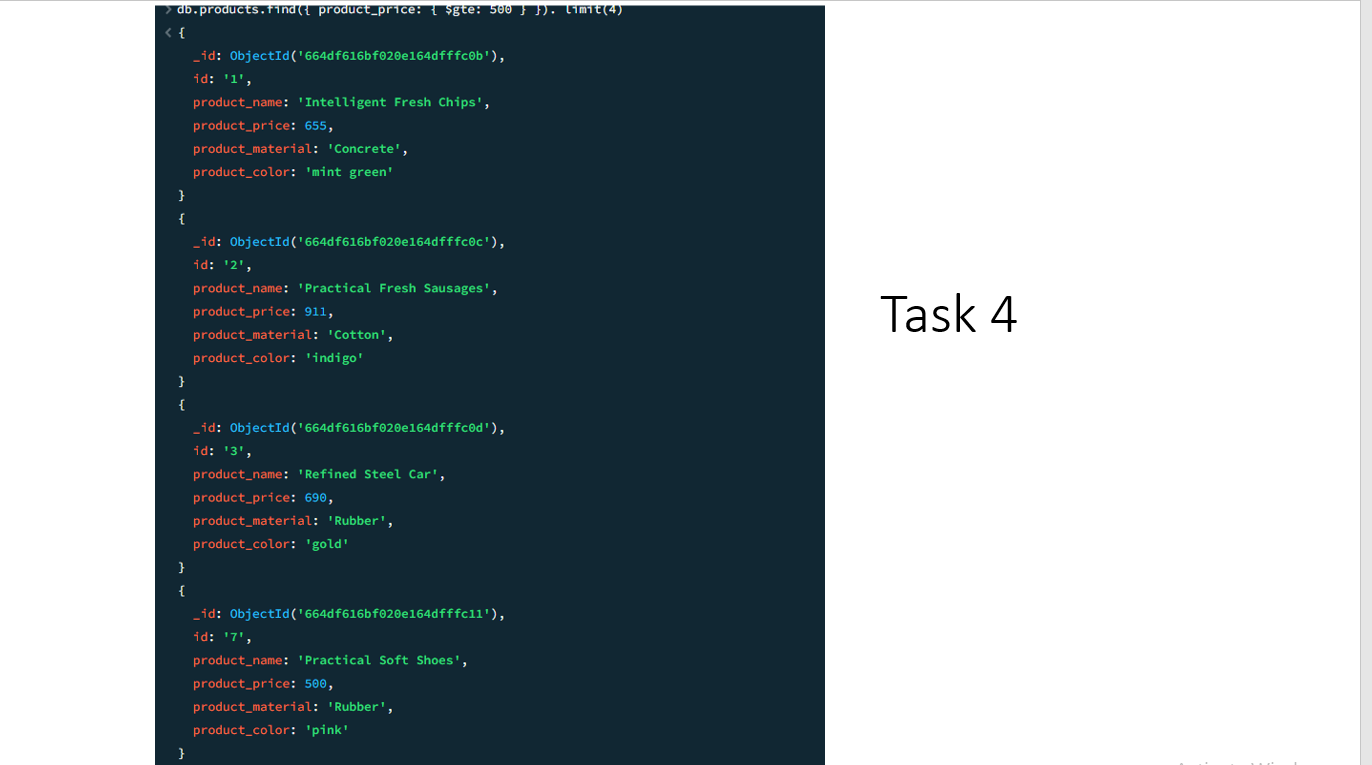 > db.products.find({ product_price: { $gte: 500 } }). limit(4)
< {
_id: ObjectId('664df616bf020e164dfffc0b'),
id: '1',
product_name: 'Intelligent Fresh Chips',
product_price: 655,
product_material: 'Concrete',
product_color: 'mint green'
}
{
_id: ObjectId('664df616bf020e164dfffc0c'),
id: '2',
product_name: 'Practical Fresh Sausages',
product_price: 911,
product_material: 'Cotton',
product_color: 'indigo'
}
{
_id: ObjectId('664df616bf020e164dfffc0d'),
id: '3',
product_name: 'Refined Steel Car',
product_price: 690,
product_material: 'Rubber',
product_color: 'gold'
}
{
_id: ObjectId('664df616bf020e164dfffc11'),
id: '7',
product_name: 'Practical Soft Shoes',
product_price: 500,
product_material: 'Rubber',
product_color: 'pink'
}
Task 4